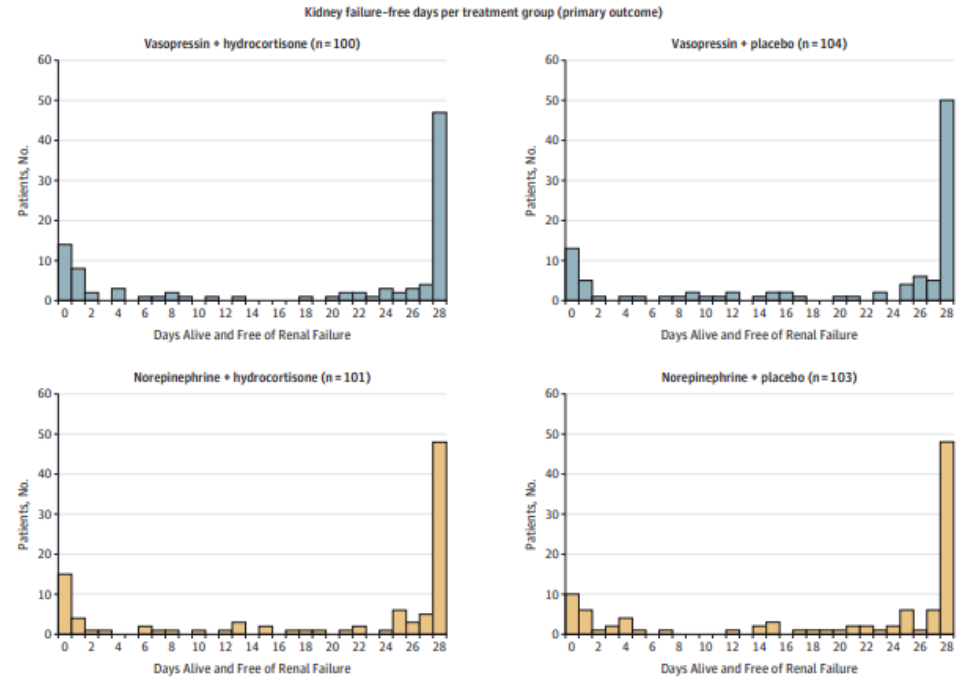 Kidney failure-free days per treatment group (primary outcome)
Vasopressin + hydrocortisone (n=100)
60
50
40
30
20
10
0
Patients, No.
0 2 4 6 8 10 12 14 16 18 20 22 24 26 28
Days Alive and Free of Renal Failure
Vasopressin + placebo (n=104)
60
50
40
30
20
10
0
Patients, No.
0 2 4 6 8 10 12 14 16 18 20 22 24 26 28
Days Alive and Free of Renal Failure
Norepinephrine + hydrocortisone (n=101)
60
50
40
30
20
10
0
Patients, No.
0 2 4 6 8 10 12 14 16 18 20 22 24 26 28
Days Alive and Free of Renal Failure
Norepinephrine + placebo (n=103)
60
50
40
30
20
10
0
Patients, No.
0 2 4 6 8 10 12 14 16 18 20 22 24 26 28
Days Alive and Free of Renal Failure